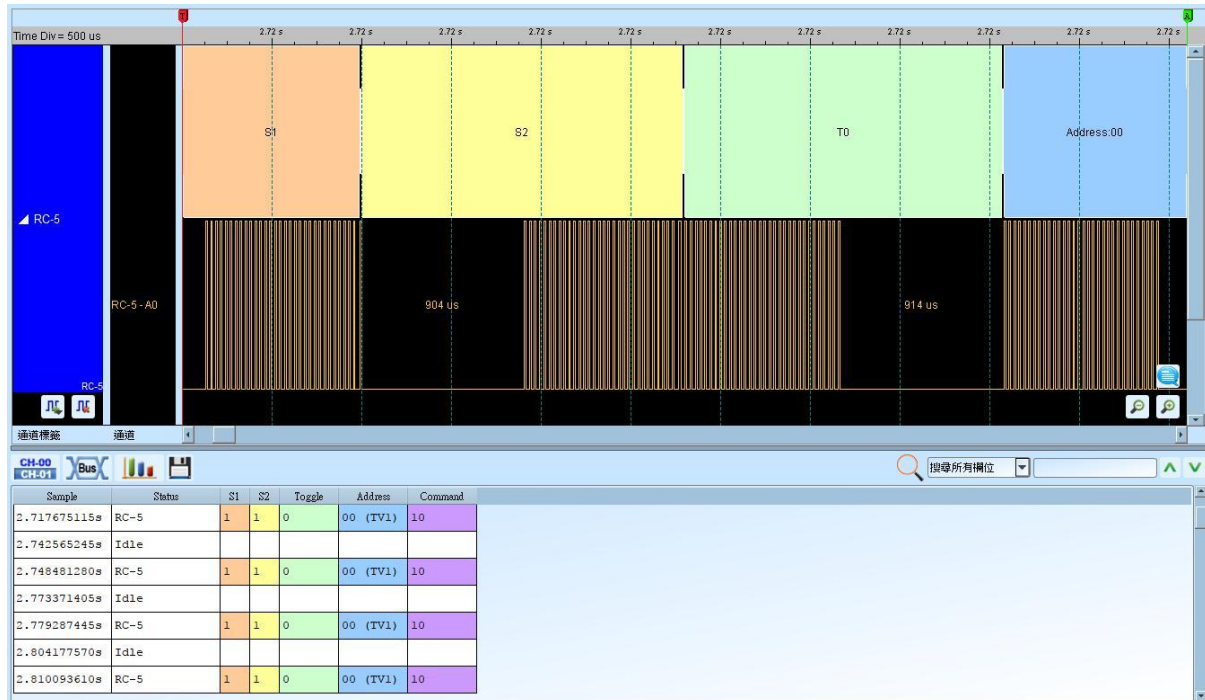 T
A
Time Div = 500 us
2.72 s 2.72 s 2.72 s 2.72 s 2.72 s 2.72 s 2.72 s 2.72 s 2.72 s 2.72 s 2.72 s
S1 S2 T0 Address:00
RC-5
RC-5 - A0 904 us 914 us
RC-5
通道標籤 通道
CH-00
CH-01 Bus 搜尋所有欄位
Sample Status S1 S2 Toggle Address Command
2.717675115s RC-5 1 1 0 00 (TV1) 10
2.742565245s Idle
2.748481280s RC-5 1 1 0 00 (TV1) 10
2.773371405s Idle
2.779287445s RC-5 1 1 0 00 (TV1) 10
2.804177570s Idle
2.810093610s RC-5 1 1 0 00 (TV1) 10